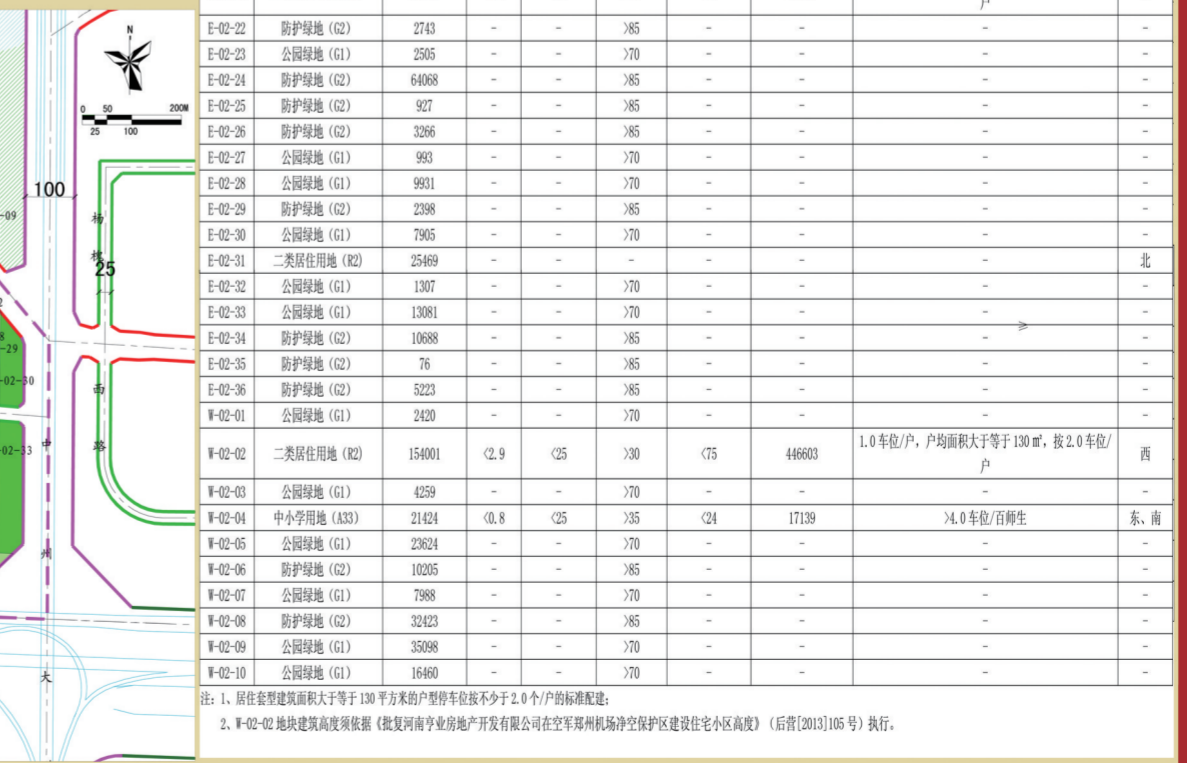 N
0 50 200M
25 100
100
-09
杨
槐
25
2
8
-29
-02-30
西
中 路
02-33
州
大
户
E-02-22 防护绿地（G2） 2743 - - >85 - - - -
E-02-23 公园绿地（G1） 2505 - - >70 - - - -
E-02-24 防护绿地（G2） 64068 - - >85 - - - -
E-02-25 防护绿地（G2） 927 - - >85 - - - -
E-02-26 防护绿地（G2） 3266 - - >85 - - - -
E-02-27 公园绿地（G1） 993 - - >70 - - - -
E-02-28 公园绿地（G1） 9931 - - >70 - - - -
E-02-29 防护绿地（G2） 2398 - - >85 - - - -
E-02-30 公园绿地（G1） 7905 - - >70 - - - -
E-02-31 二类居住用地（R2） 25469 - - - - - - 北
E-02-32 公园绿地（G1） 1307 - - >70 - - - -
E-02-33 公园绿地（G1） 13081 - - >70 - - - -
≥
E-02-34 防护绿地（G2） 10688 - - >85 - - - -
E-02-35 防护绿地（G2） 76 - - >85 - - - -
E-02-36 防护绿地（G2） 5223 - - >85 - - - -
W-02-01 公园绿地（G1） 2420 - - >70 - - - -
W-02-02 二类居住用地（R2） 154001 <2.9 <25 >30 <75 446603 1.0车位/户，户均面积大于等于130㎡，按2.0车位/
户 西
W-02-03 公园绿地（G1） 4259 - - >70 - - - -
W-02-04 中小学用地（A33） 21424 <0.8 <25 >35 <24 17139 >4.0车位/百师生 东、南
W-02-05 公园绿地（G1） 23624 - - >70 - - - -
W-02-06 防护绿地（G2） 10205 - - >85 - - - -
W-02-07 公园绿地（G1） 7988 - - >70 - - - -
W-02-08 防护绿地（G2） 32423 - - >85 - - - -
W-02-09 公园绿地（G1） 35098 - - >70 - - - -
W-02-10 公园绿地（G1） 16460 - - >70 - - - -
注：1、居住套型建筑面积大于等于130平方米的户型停车位按不少于2.0个/户的标准配建；
2、W-02-02地块建筑高度须依据《批复河南亨业房地产开发有限公司在空军郑州机场净空保护区建设住宅小区高度》（后营[2013]105号）执行。